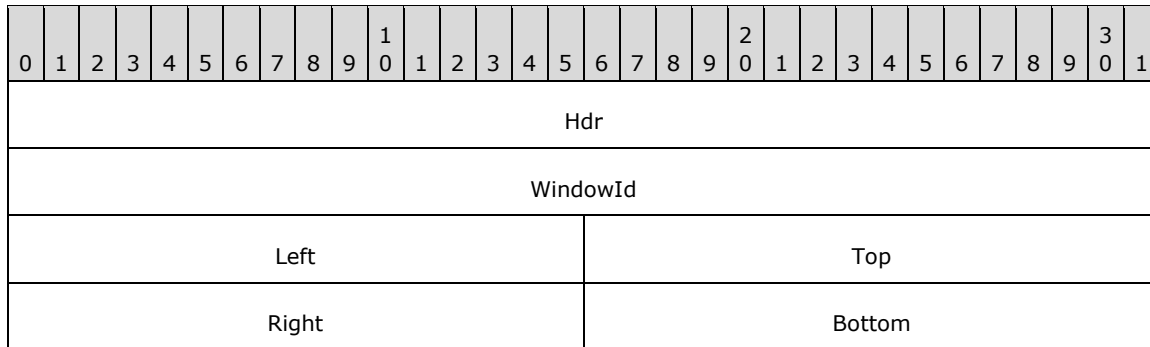 1 2 3
0 1 2 3 4 5 6 7 8 9 0 1 2 3 4 5 6 7 8 9 0 1 2 3 4 5 6 7 8 9 0 1
Hdr
WindowId
Left Top
Right Bottom